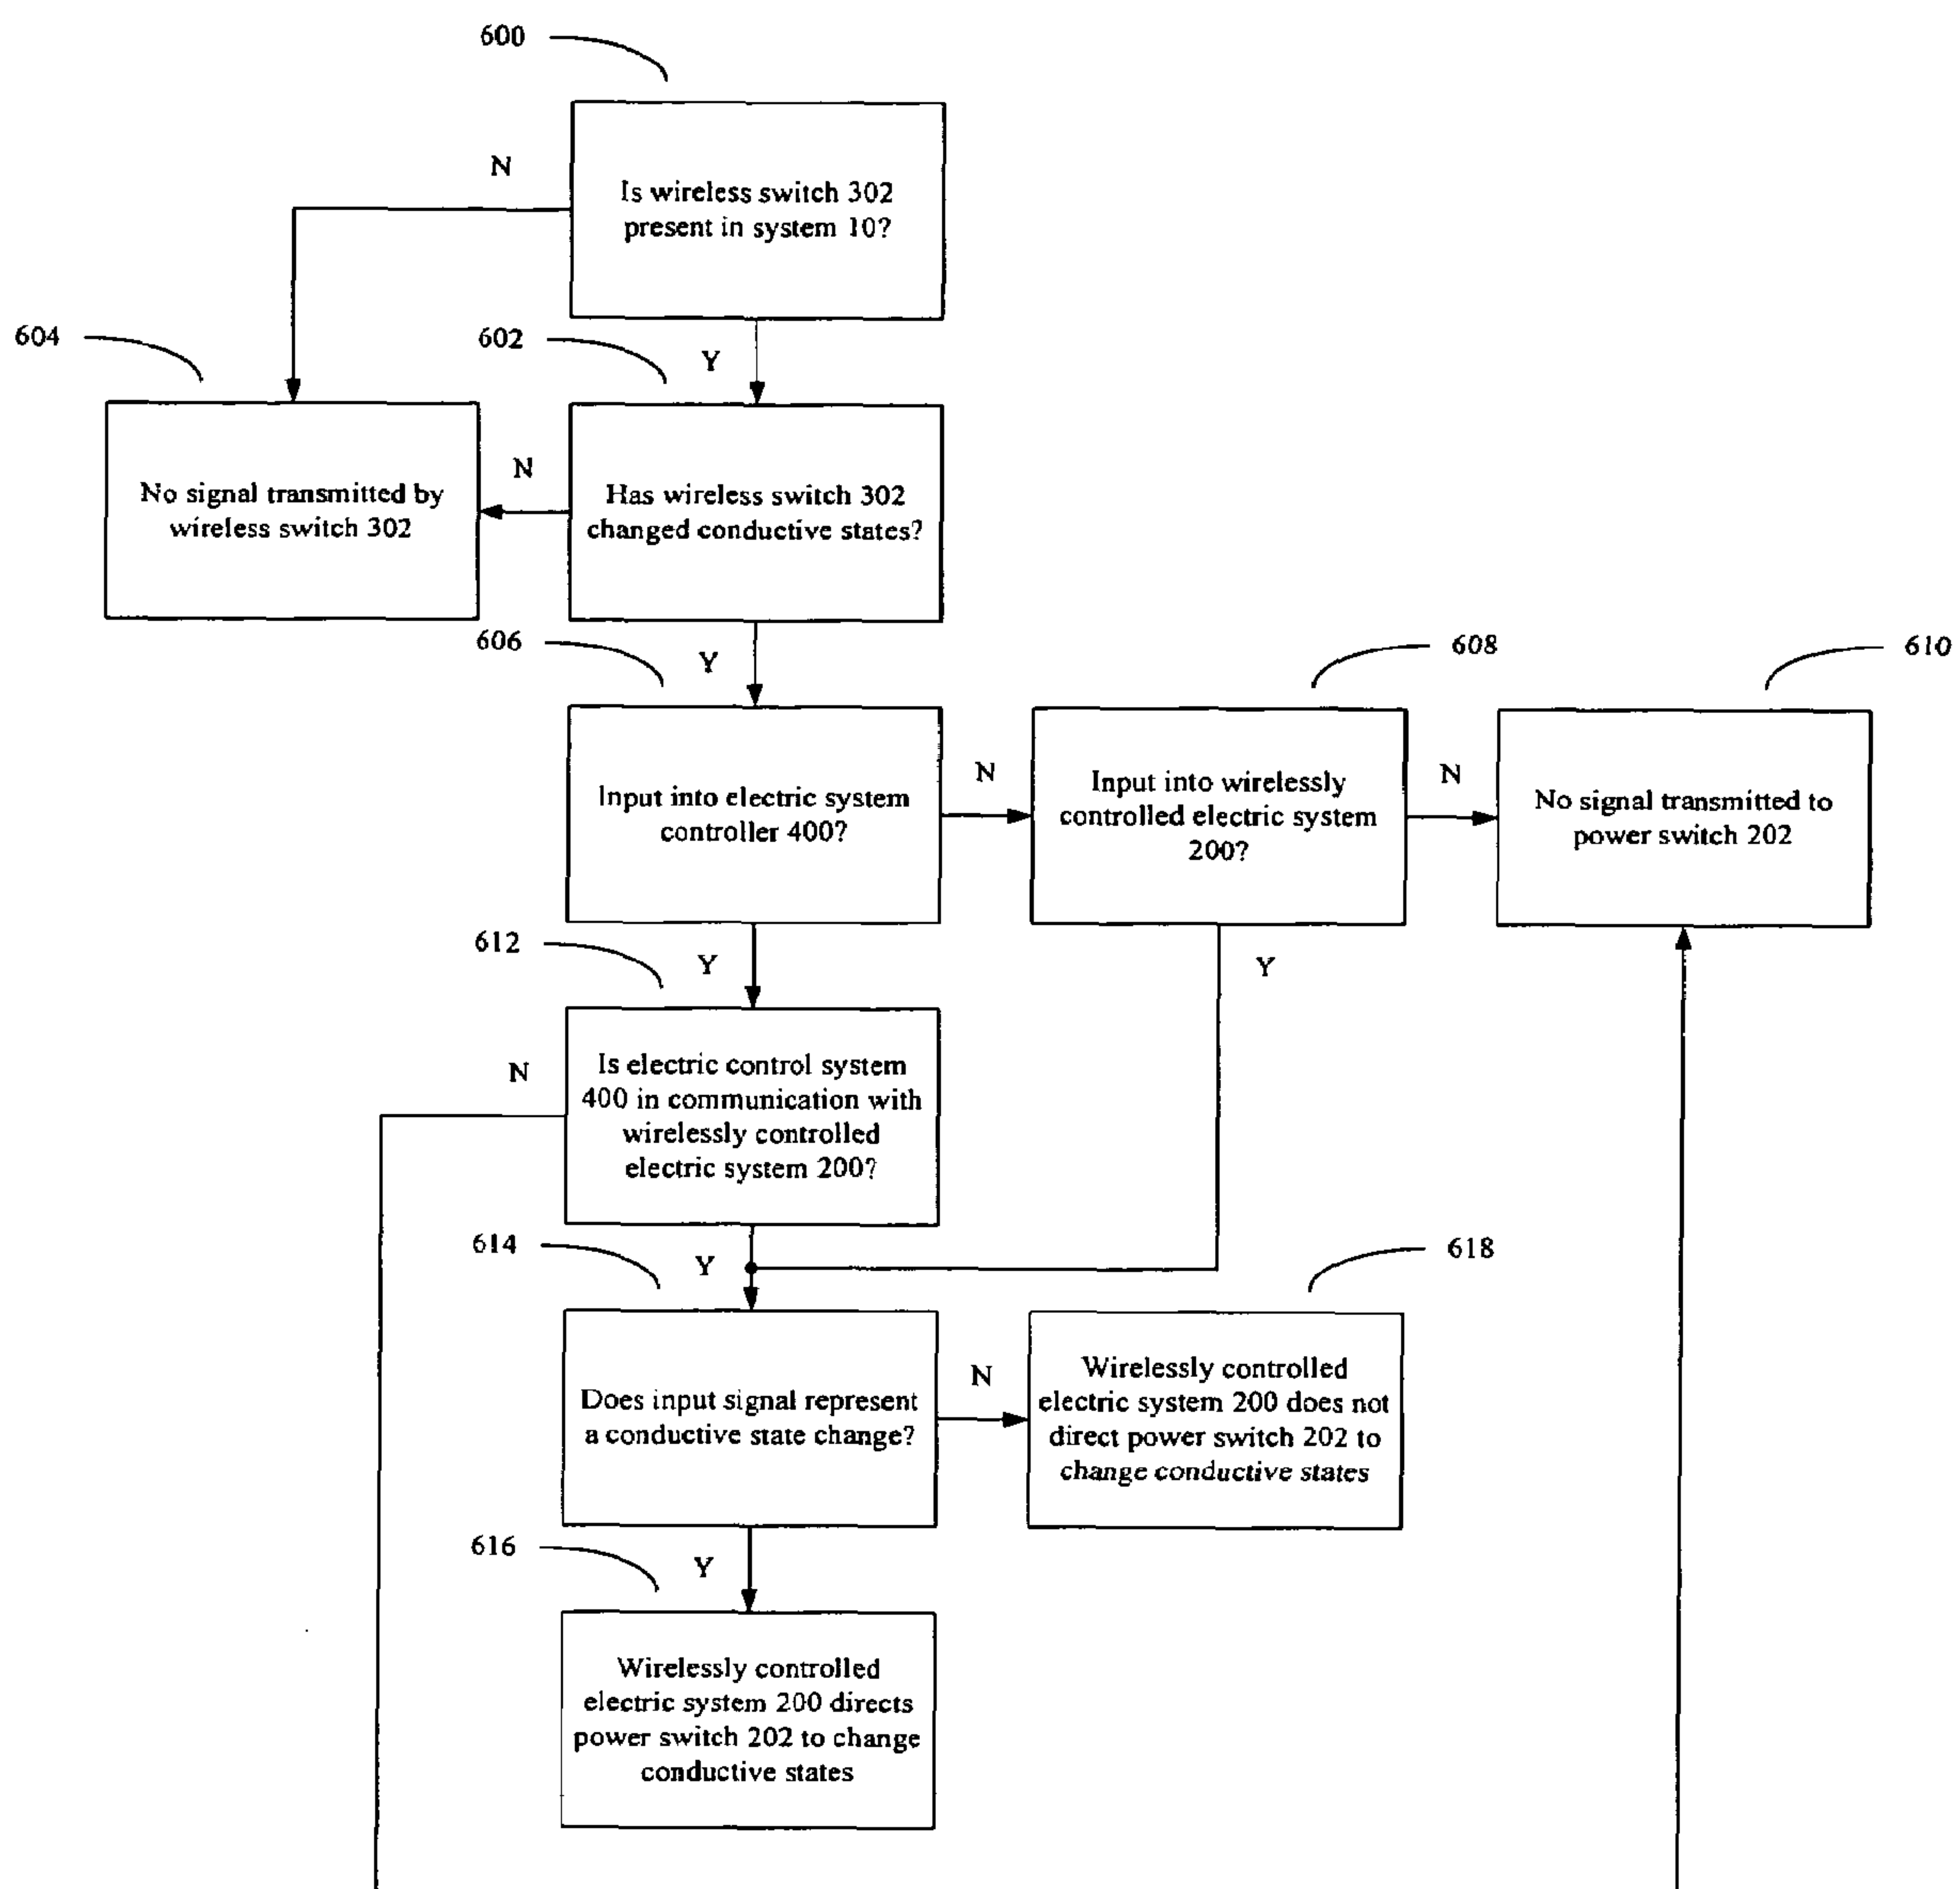 600
N
Is wireless switch 302
present in system 10?
604
602
Y
No signal transmitted by
wireless switch 302
N
Has wireless switch 302
changed conductive states?
606
Y
608
610
Input into electric system
controller 400?
N
Input into wirelessly
controlled electric system
200?
N
No signal transmitted to
power switch 202
612
Y
Y
N
Is electric control system
400 in communication with
wirelessly controlled
electric system 200?
614
Y
618
Does input signal represent
a conductive state change?
N
Wirelessly controlled
electric system 200 does not
direct power switch 202 to
change conductive states
616
Y
Wirelessly controlled
electric system 200 directs
power switch 202 to change
conductive states